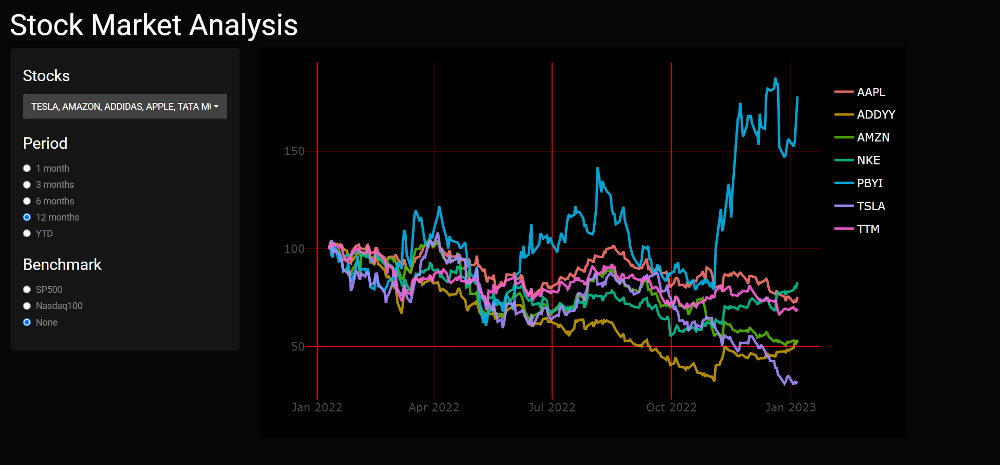 Stock Market Analysis
Stocks
TESLA, AMAZON, ADDIDAS, APPLE, TATA
Period
1 month
3 months
6 months
12 months
YTD
Benchmark
SP500
Nasdaq100
None
150
100
50
Jan 2022
Apr 2022
Jul 2022
Oct 2022
Jan 2023
AAPL
ADDYY
AMZN
NKE
PBYI
TSLA
TTM